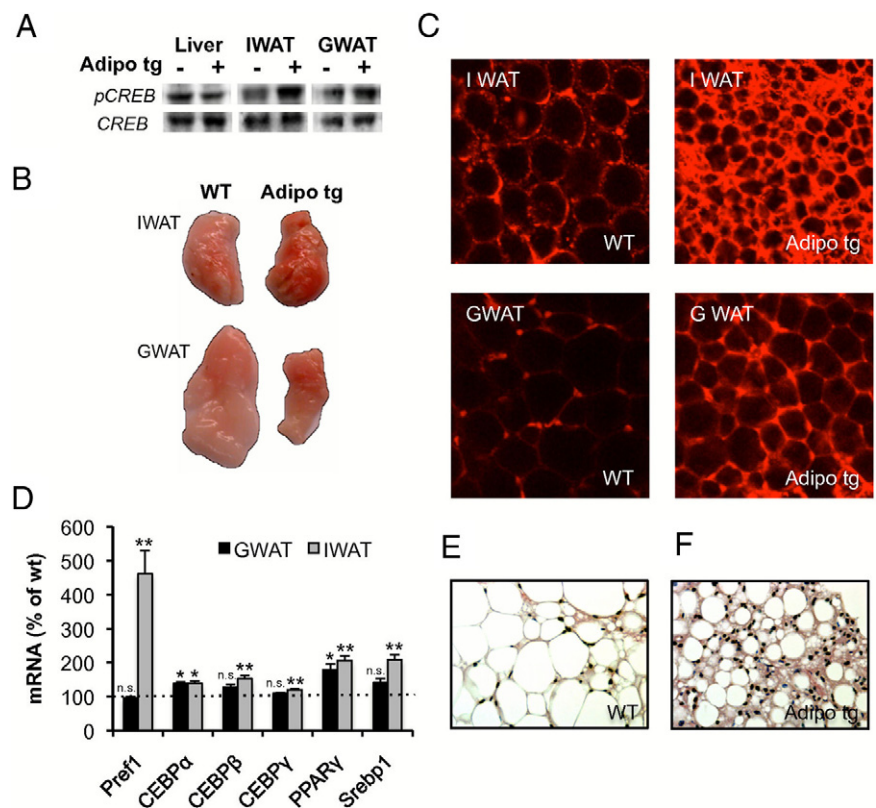 A
Liver IWAT GWAT
Adipo tg - + - + - +
pCREB
CREB
B
WT Adipo tg
IWAT
GWAT
C
I WAT
WT
I WAT
Adipo tg
GWAT
WT
G WAT
Adipo tg
D
mRNA (% of wt)
600
500
400
300
200
100
0
GWAT IWAT
n.s. ** * * n.s. ** n.s. ** * ** n.s. **
Pref1 CEBPα CEBPβ CEBPγ PPARγ Srebp1
E
WT
F
Adipo tg